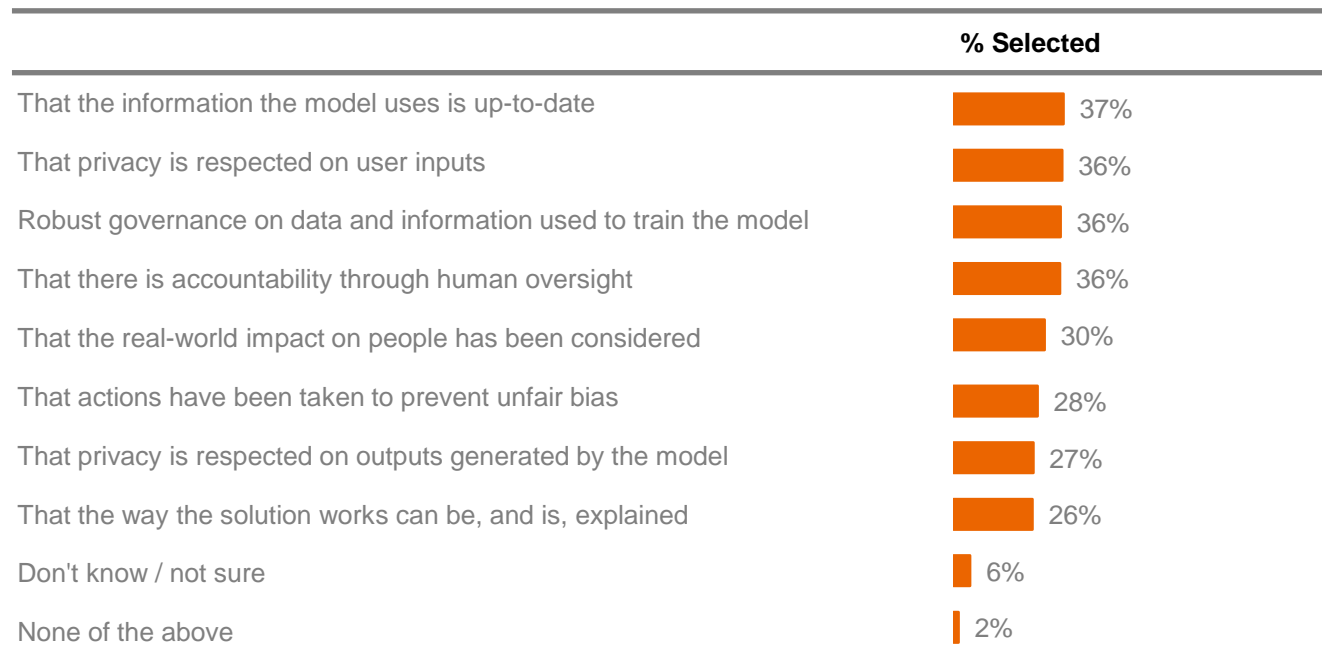 % Selected
That the information the model uses is up-to-date 37%
That privacy is respected on user inputs 36%
Robust governance on data and information used to train the model 36%
That there is accountability through human oversight 36%
That the real-world impact on people has been considered 30%
That actions have been taken to prevent unfair bias 28%
That privacy is respected on outputs generated by the model 27%
That the way the solution works can be, and is, explained 26%
Don't know / not sure 6%
None of the above 2%